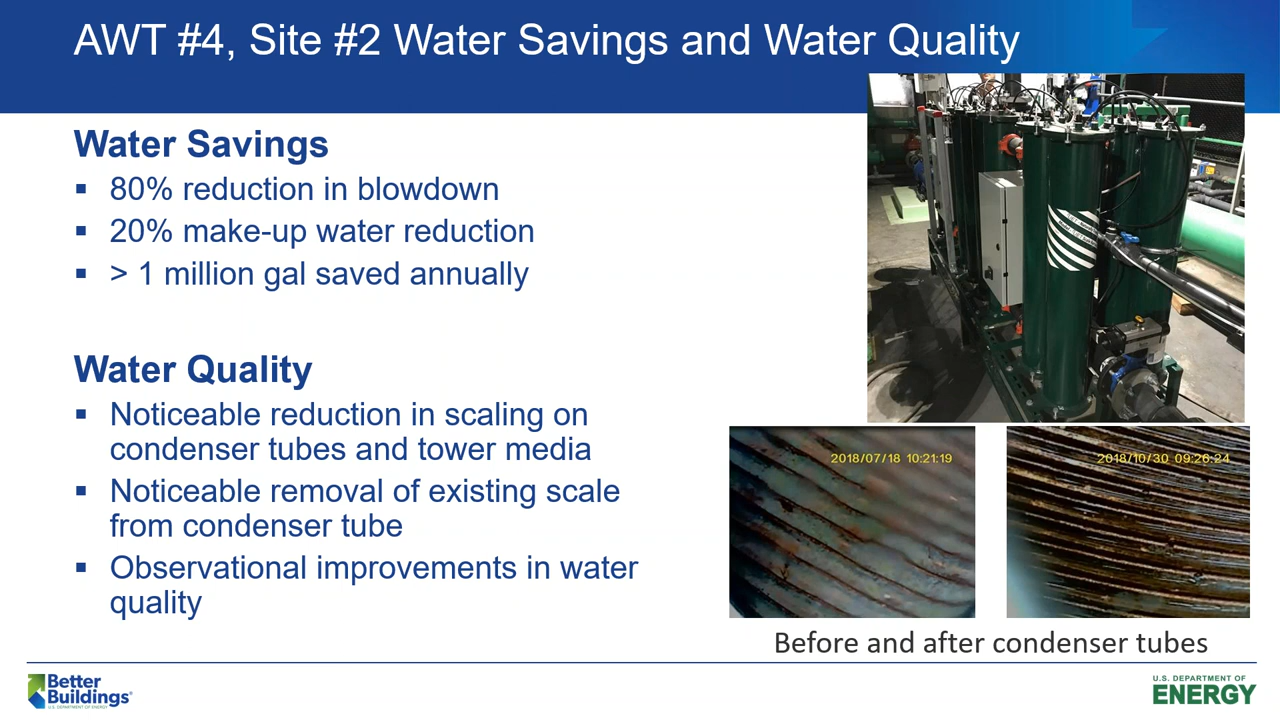 AWT #4, Site #2 Water Savings and Water Quality
Water Savings
▪ 80% reduction in blowdown
▪ 20% make-up water reduction
▪ > 1 million gal saved annually
Water Quality
▪ Noticeable reduction in scaling on
condenser tubes and tower media
▪ Noticeable removal of existing scale
from condenser tube
▪ Observational improvements in water
quality
2018/07/18 10:21:19
2018/10/30 09:26:24
Before and after condenser tubes
Better
Buildings®
U.S. DEPARTMENT OF ENERGY
U.S. DEPARTMENT OF
ENERGY